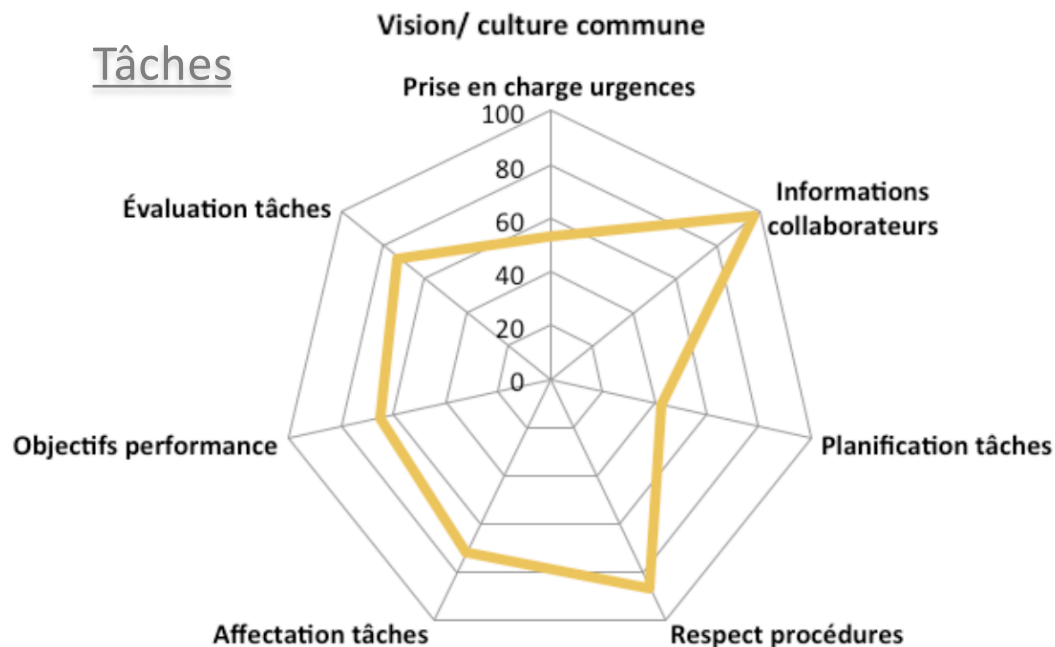 Vision/ culture commune
Tâches
Prise en charge urgences
100
80
60
40
20
0
Informations
collaborateurs
Évaluation tâches
Objectifs performance
Planification tâches
Affectation tâches
Respect procédures